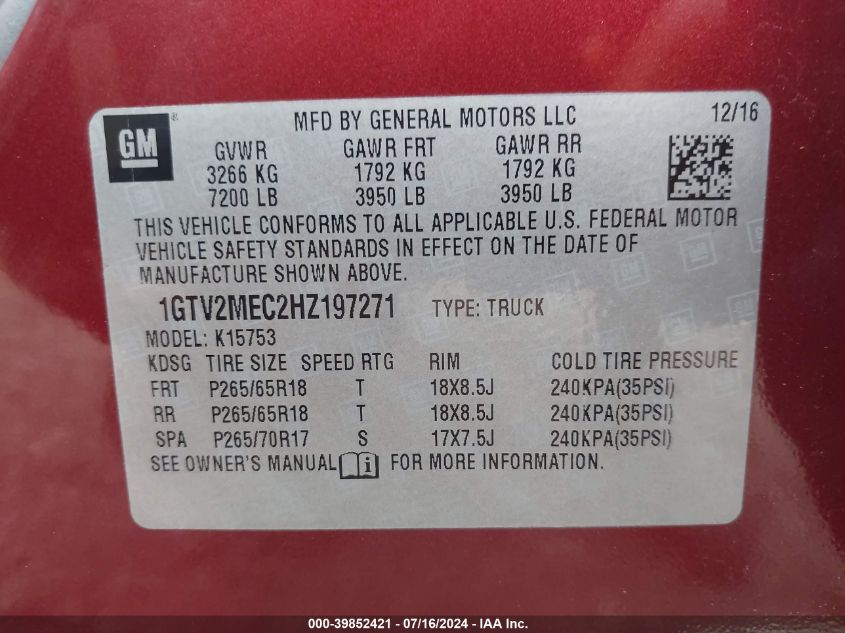 GM
®
MFD BY GENERAL MOTORS LLC 12/16
GVWR GAWR FRT GAWR RR
3266 KG 1792 KG 1792 KG
7200 LB 3950 LB 3950 LB
THIS VEHICLE CONFORMS TO ALL APPLICABLE U.S. FEDERAL MOTOR
VEHICLE SAFETY STANDARDS IN EFFECT ON THE DATE OF
MANUFACTURE SHOWN ABOVE.
1GTV2MEC2HZ197271 TYPE: TRUCK
MODEL: K15753
KDSG TIRE SIZE SPEED RTG RIM COLD TIRE PRESSURE
FRT P265/65R18 T 18X8.5J 240KPA(35PSI)
RR P265/65R18 T 18X8.5J 240KPA(35PSI)
SPA P265/70R17 S 17X7.5J 240KPA(35PSI)
SEE OWNER'S MANUAL i FOR MORE INFORMATION.
000-39852421 - 07/16/2024 - IAA Inc.